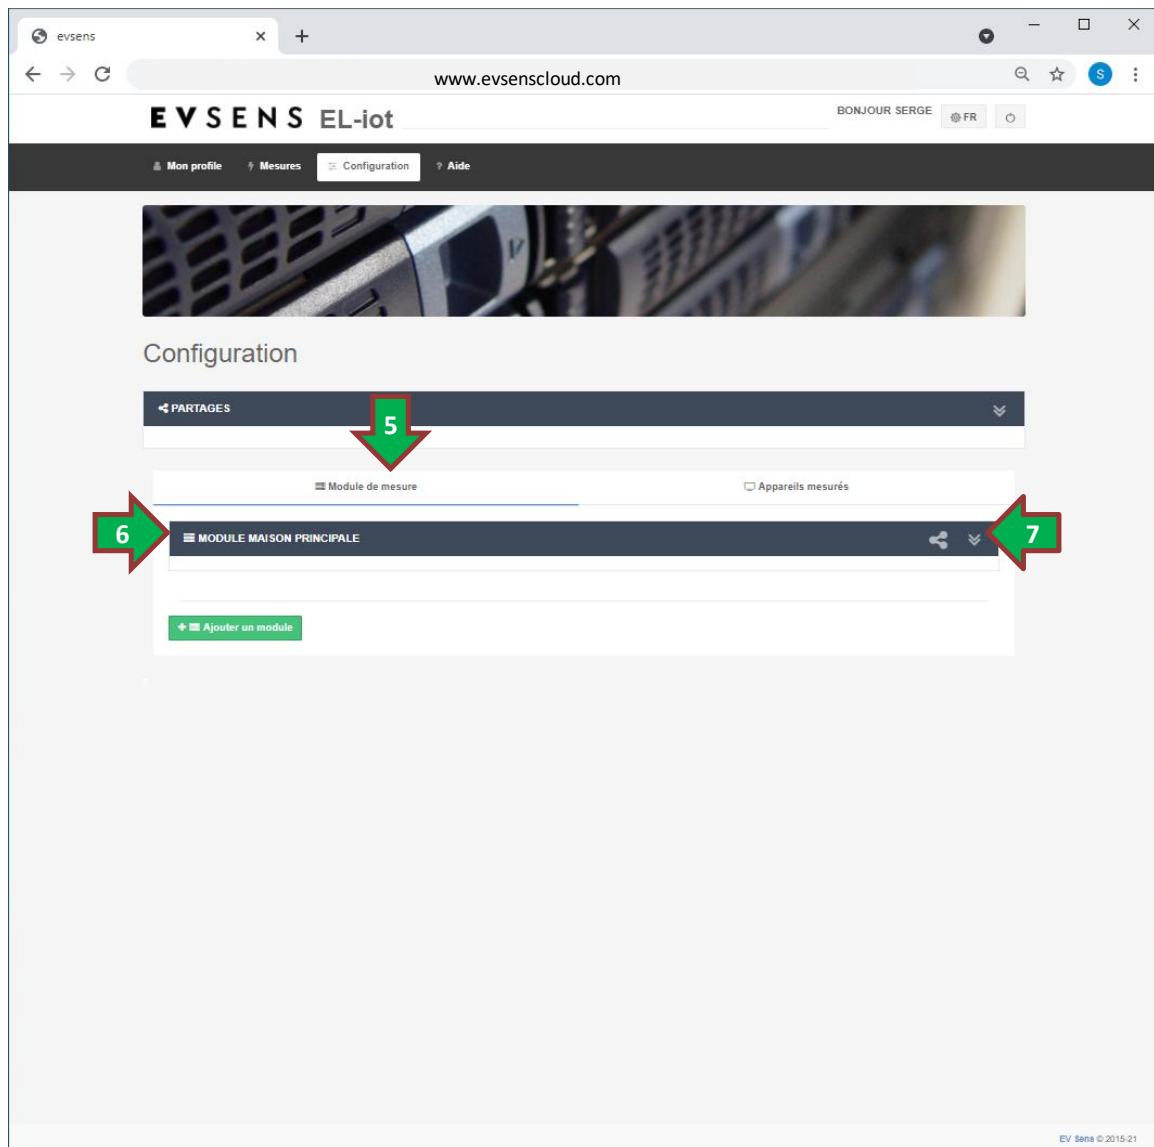 evsens
www.evsenscloud.com
S
EVSENS EL-iot
BONJOUR SERGE
FR
Mon profile Mesures Configuration ? Aide
Configuration
PARTAGES
5
Module de mesure Appareils mesurés
6
MODULE MAISON PRINCIPALE
7
+ Ajouter un module
EV Sens © 2015-21